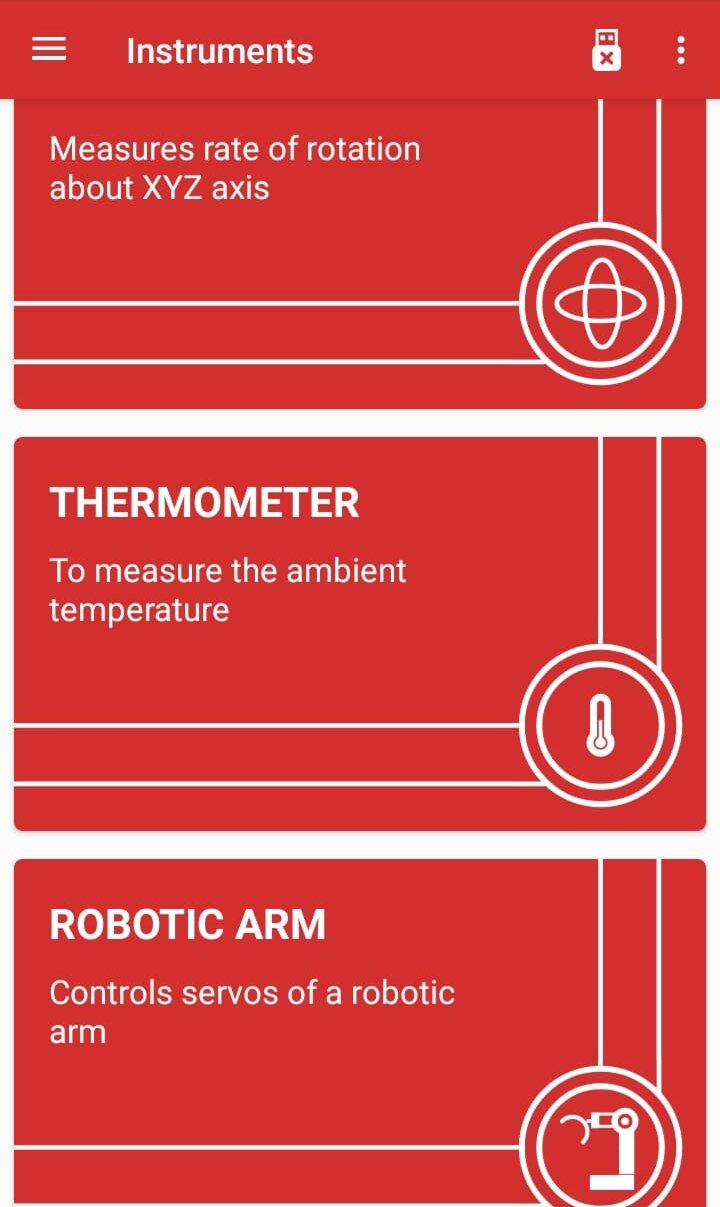 Instruments
Measures rate of rotation
about XYZ axis
THERMOMETER
To measure the ambient
temperature
ROBOTIC ARM
Controls servos of a robotic
arm